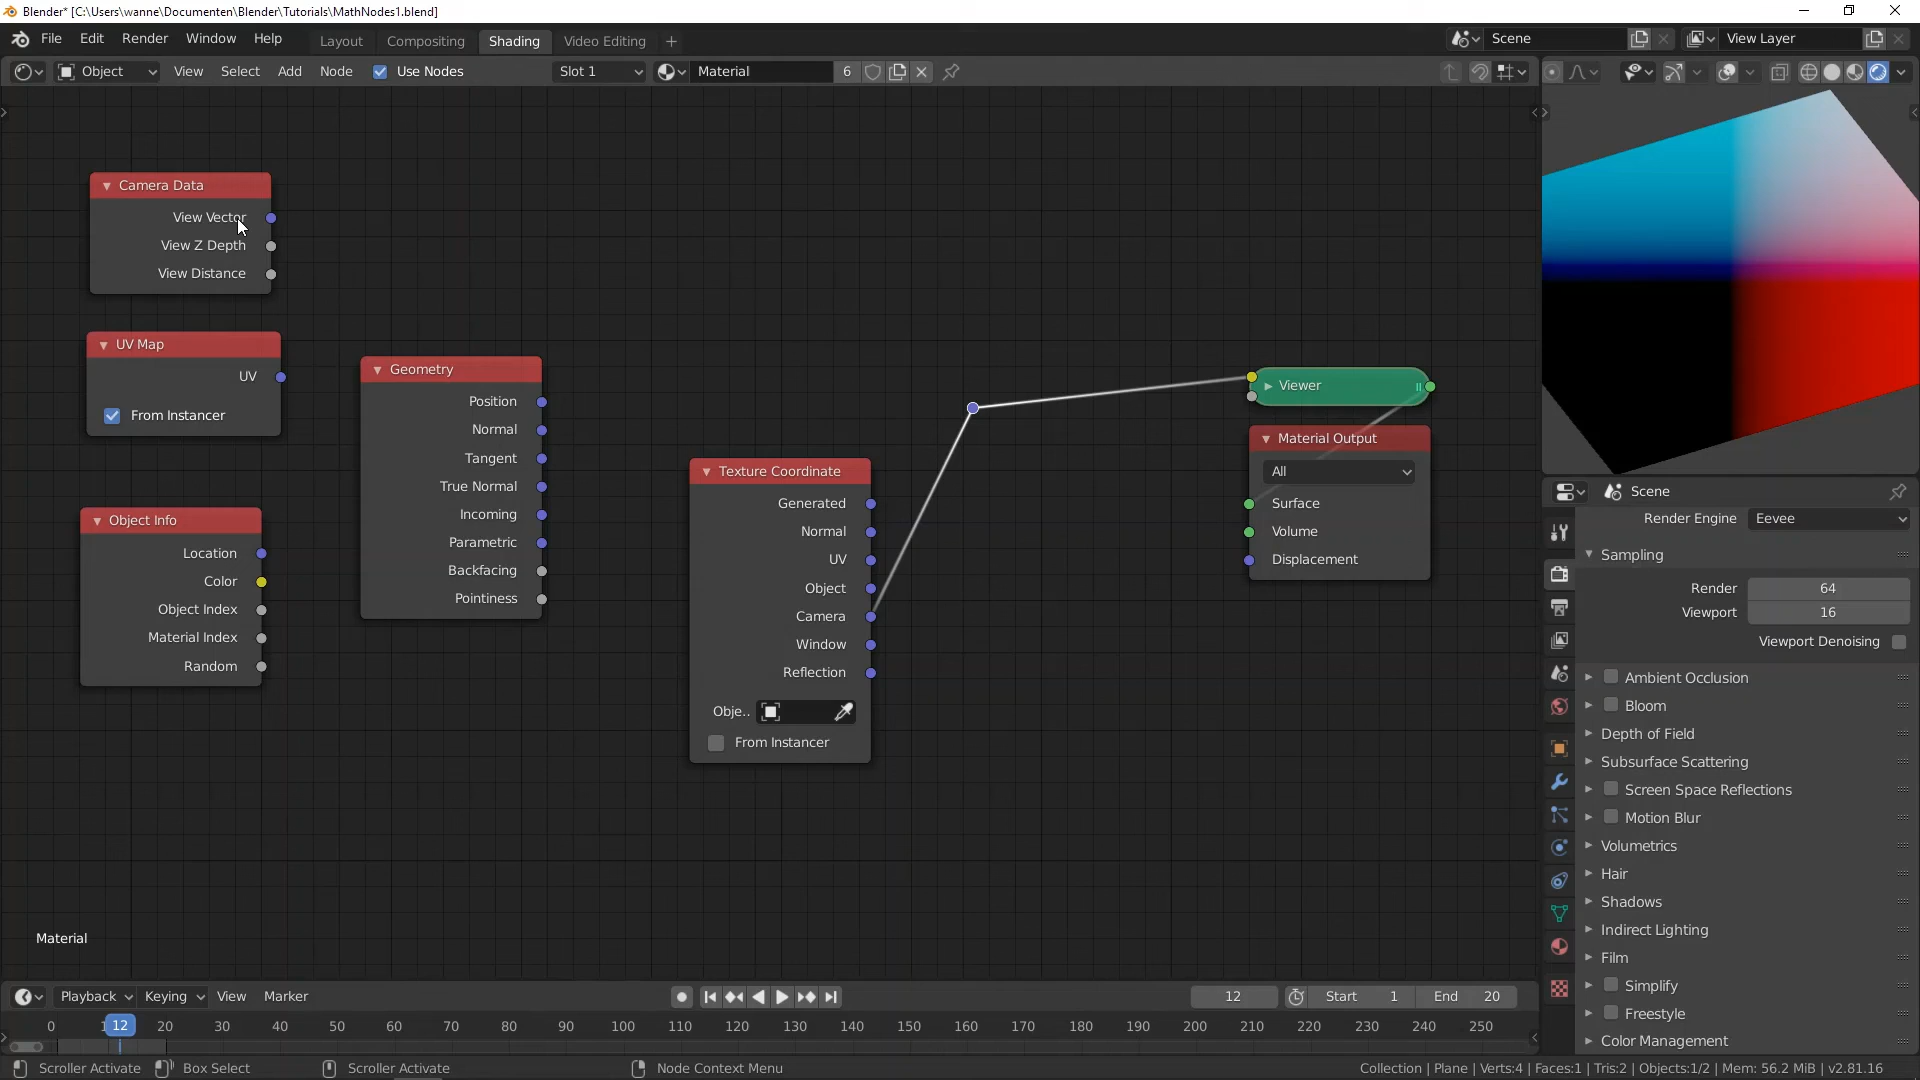 Blender* [C:\Users\wanne\Documenten\Blender\Tutorials\MathNodes1.blend]
File Edit Render Window Help Layout Compositing Shading Video Editing + Scene View Layer
Object View Select Add Node Use Nodes Slot 1 Material 6
Camera Data
View Vector
View Z Depth
View Distance
UV Map
UV
From Instancer
Object Info
Location
Color
Object Index
Material Index
Random
Geometry
Position
Normal
Tangent
True Normal
Incoming
Parametric
Backfacing
Pointiness
Texture Coordinate
Generated
Normal
UV
Object
Camera
Window
Reflection
Obje..
From Instancer
Viewer
Material Output
All
Surface
Volume
Displacement
Material
Scene
Render Engine Eevee
Sampling
Render 64
Viewport 16
Viewport Denoising
Ambient Occlusion
Bloom
Depth of Field
Subsurface Scattering
Screen Space Reflections
Motion Blur
Volumetrics
Hair
Shadows
Indirect Lighting
Film
Simplify
Freestyle
Color Management
Playback Keying View Marker 12 Start 1 End 20
0 12 20 30 40 50 60 70 80 90 100 110 120 130 140 150 160 170 180 190 200 210 220 230 240 250
Scroller Activate Box Select Scroller Activate Node Context Menu Collection | Plane | Verts:4 | Faces:1 | Tris:2 | Objects:1/2 | Mem: 56.2 MiB | v2.81.16